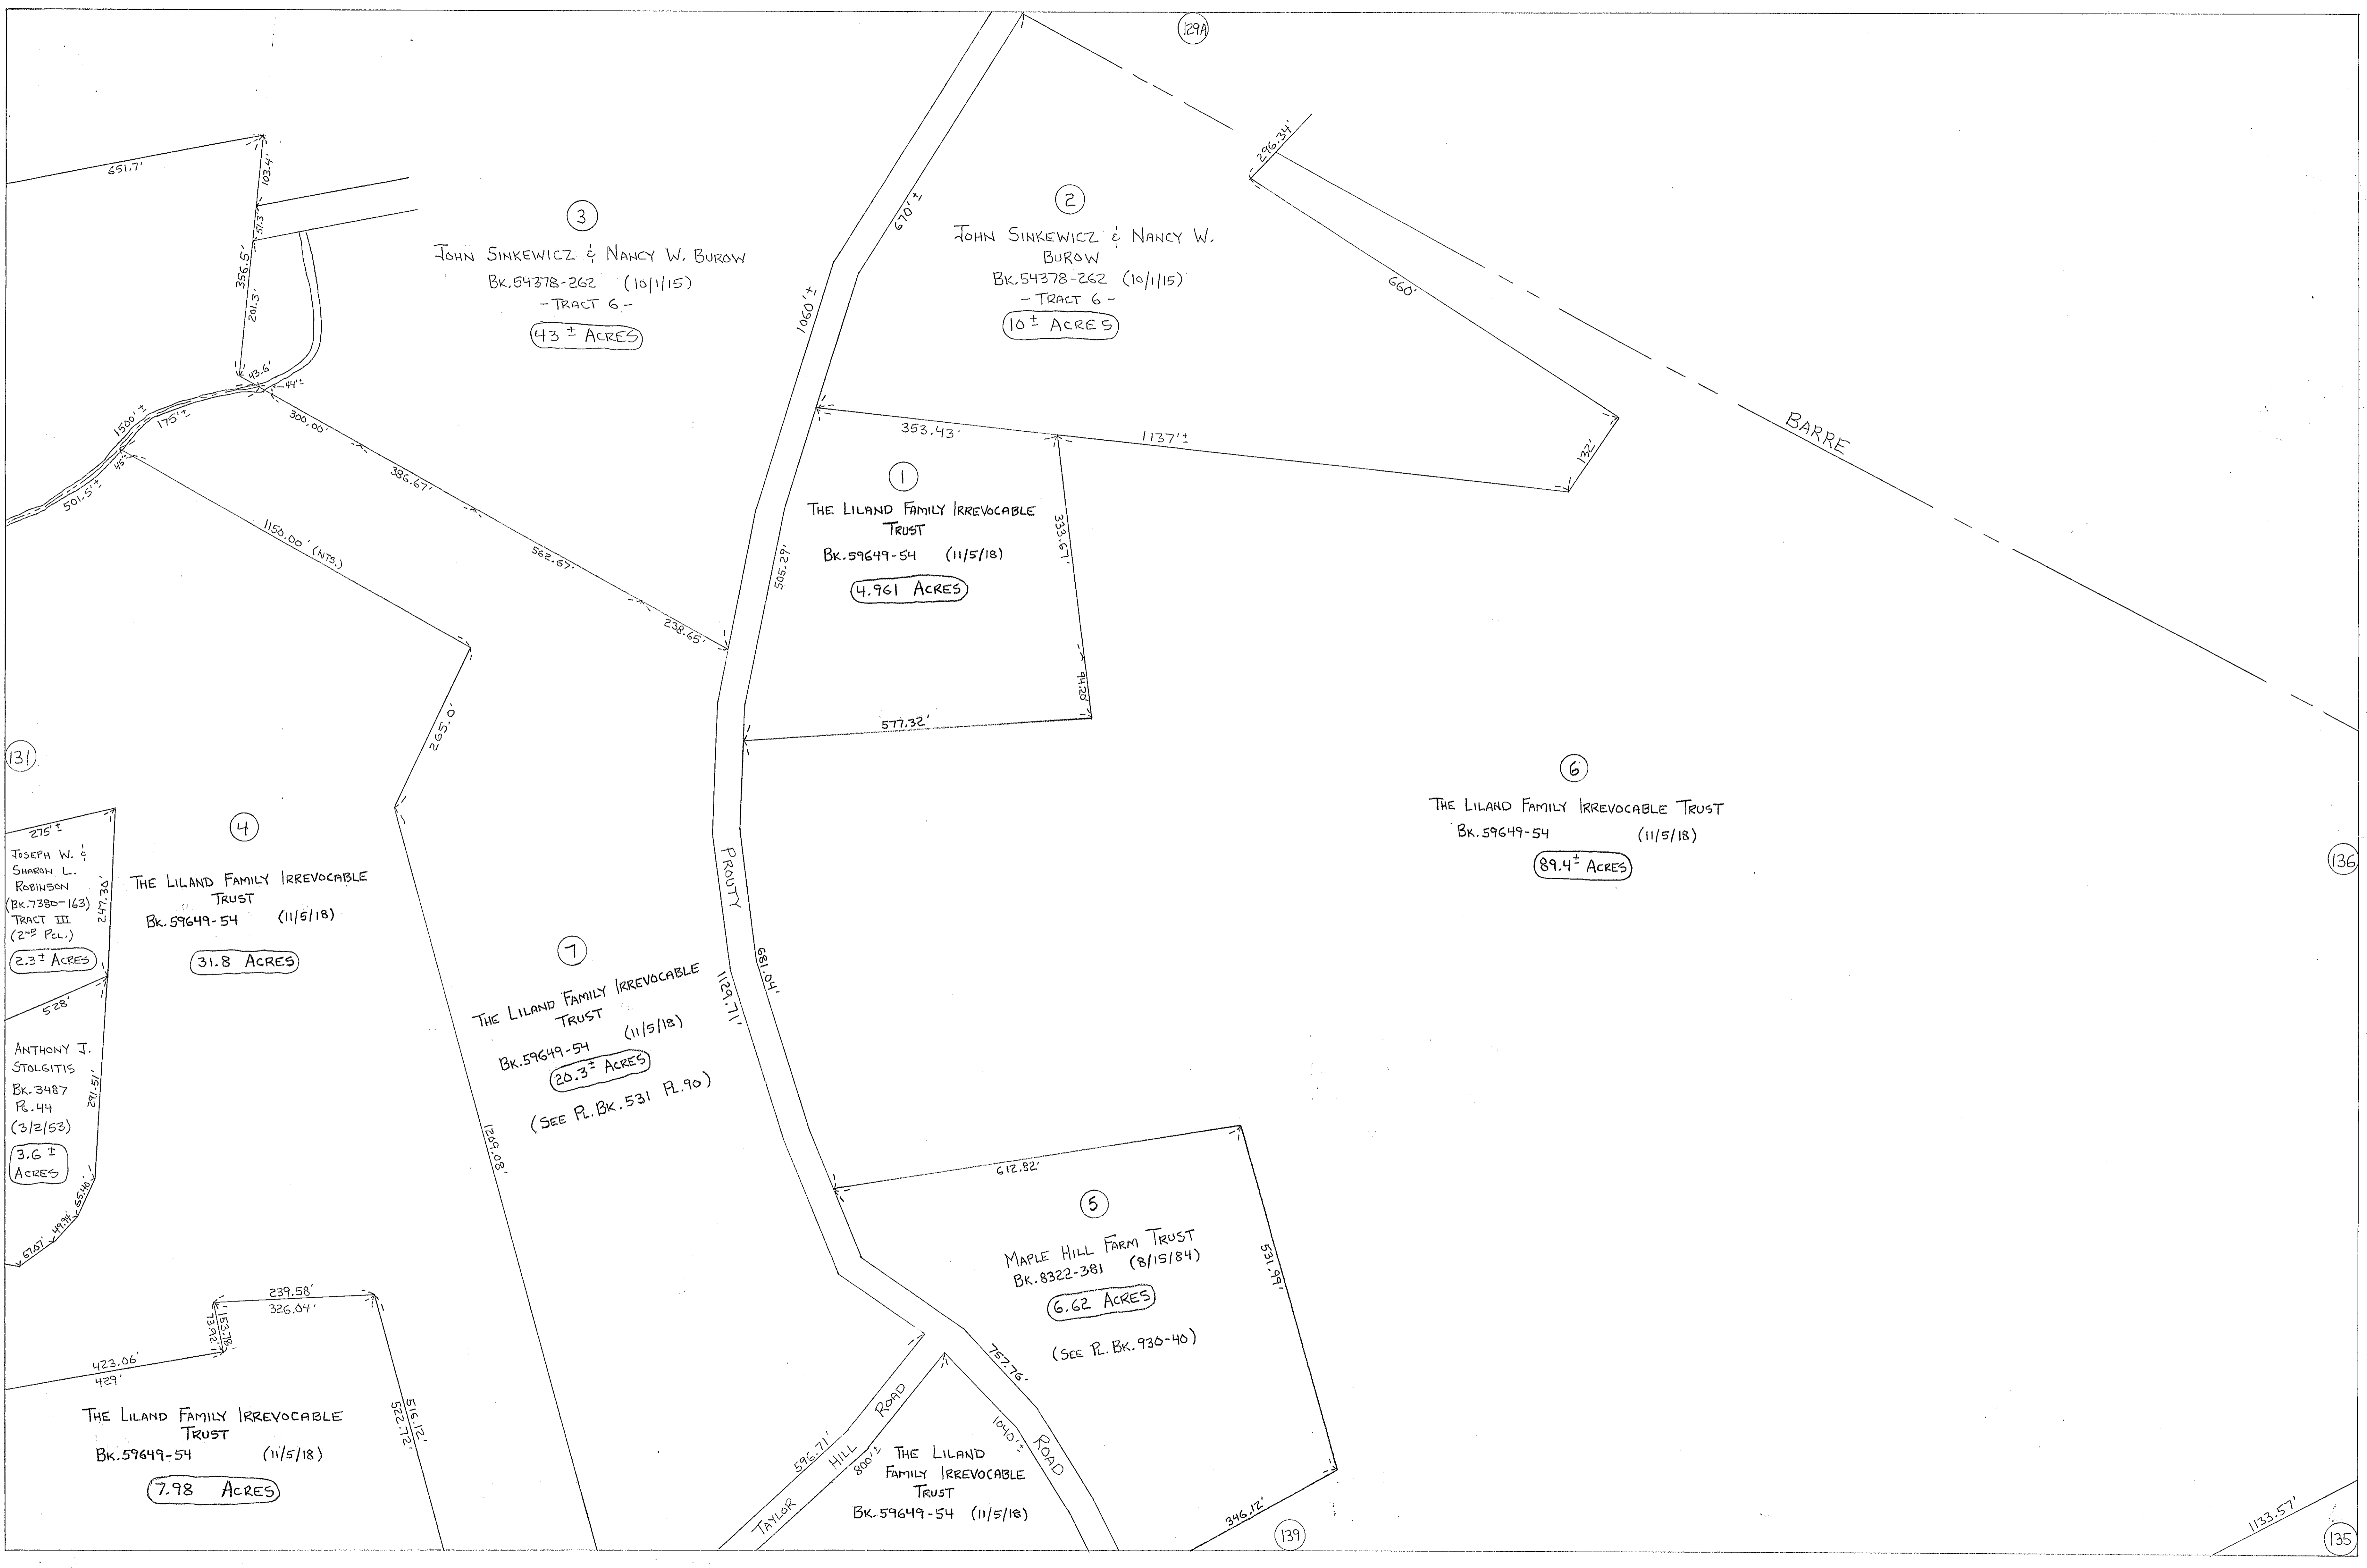 129A
651.7'
103.4'
51.3'
356.5'
201.3'
43.6'
44'±
1500'±
175'±
45'
501.5'±
300.00'
386.67'
562.67'
238.65'
1150.00' (NTS.)
265.0'
3
JOHN SINKEWICZ & NANCY W. BUROW
BK.54378-262 (10/1/15)
-TRACT 6-
43± ACRES
1060'±
670'±
2
JOHN SINKEWICZ & NANCY W.
BUROW
BK.54378-262 (10/1/15)
-TRACT 6-
10± ACRES
296.34'
660'
132'
BARRE
353.43'
1137'±
1
THE LILAND FAMILY IRREVOCABLE
TRUST
BK.59649-54 (11/5/18)
4.961 ACRES
505.29'
333.67'
94.20'
577.32'
131
275'±
JOSEPH W. &
SHARON L.
ROBINSON
(BK.7380-163)
TRACT III
(2ND PCL.)
2.3± ACRES
247.30'
528'
ANTHONY J.
STOLGITIS
BK.3487
PG.44
(3/2/53)
3.6±
ACRES
291.51'
65.40'
49.94'
67.07'
4
THE LILAND FAMILY IRREVOCABLE
TRUST
BK.59649-54 (11/5/18)
31.8 ACRES
6
THE LILAND FAMILY IRREVOCABLE TRUST
BK.59649-54 (11/5/18)
89.4± ACRES
136
PROUTY
681.04'
1129.71'
7
THE LILAND FAMILY IRREVOCABLE
TRUST
BK.59649-54 (11/5/18)
20.3± ACRES
(SEE PL.BK.531 PL.90)
1209.08'
612.82'
5
MAPLE HILL FARM TRUST
BK.8322-381 (8/15/84)
6.62 ACRES
(SEE PL.BK.930-40)
531.99'
757.76'
346.12'
239.58'
326.04'
73.92'
153.78'
423.06'
429'
516.12'
522.72'
THE LILAND FAMILY IRREVOCABLE
TRUST
BK.59649-54 (11/5/18)
7.98 ACRES
596.71'
TAYLOR HILL ROAD
800'±
1040'±
ROAD
THE LILAND
FAMILY IRREVOCABLE
TRUST
BK.59649-54 (11/5/18)
139
1133.57'
135